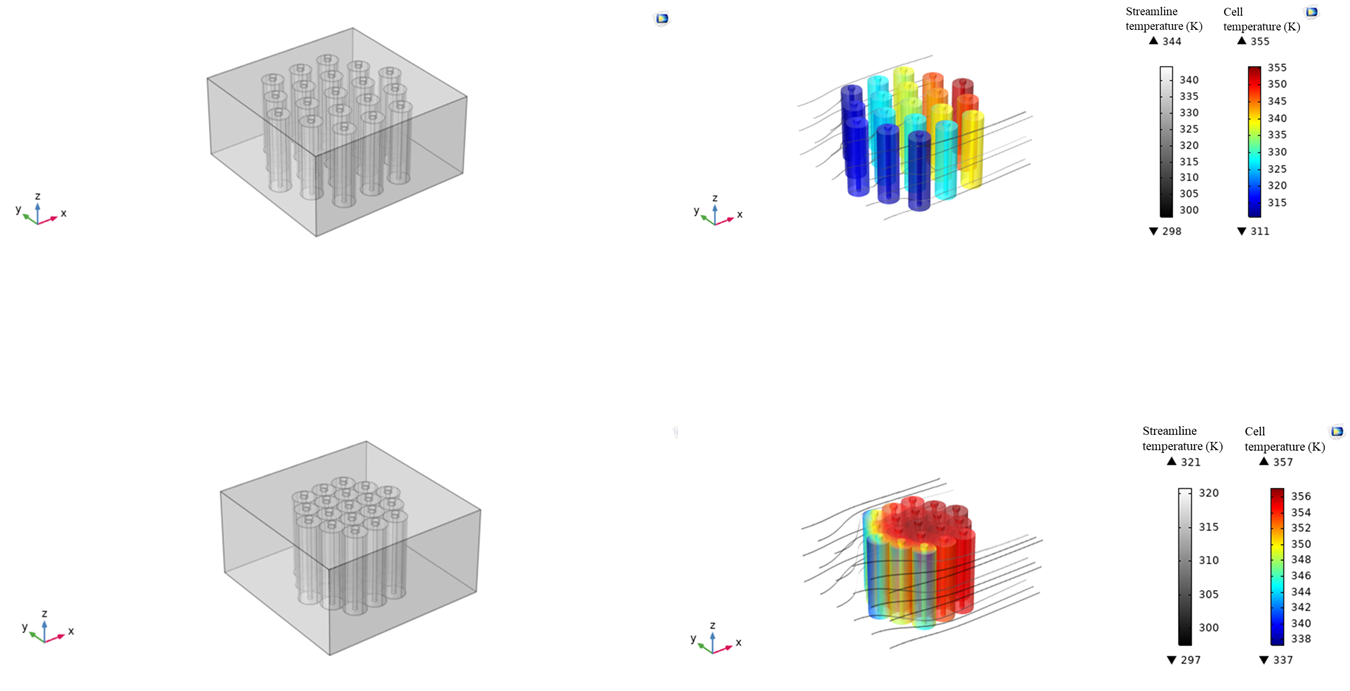 Streamline
temperature (K)
▲ 344
340
335
330
325
320
315
310
305
300
▼ 298
Cell
temperature (K)
▲ 355
355
350
345
340
335
330
325
320
315
▼ 311
z
y
x
z
y
x
Streamline
temperature (K)
▲ 321
320
315
310
305
300
▼ 297
Cell
temperature (K)
▲ 357
356
354
352
350
348
346
344
342
340
338
▼ 337
z
y
x
z
y
x